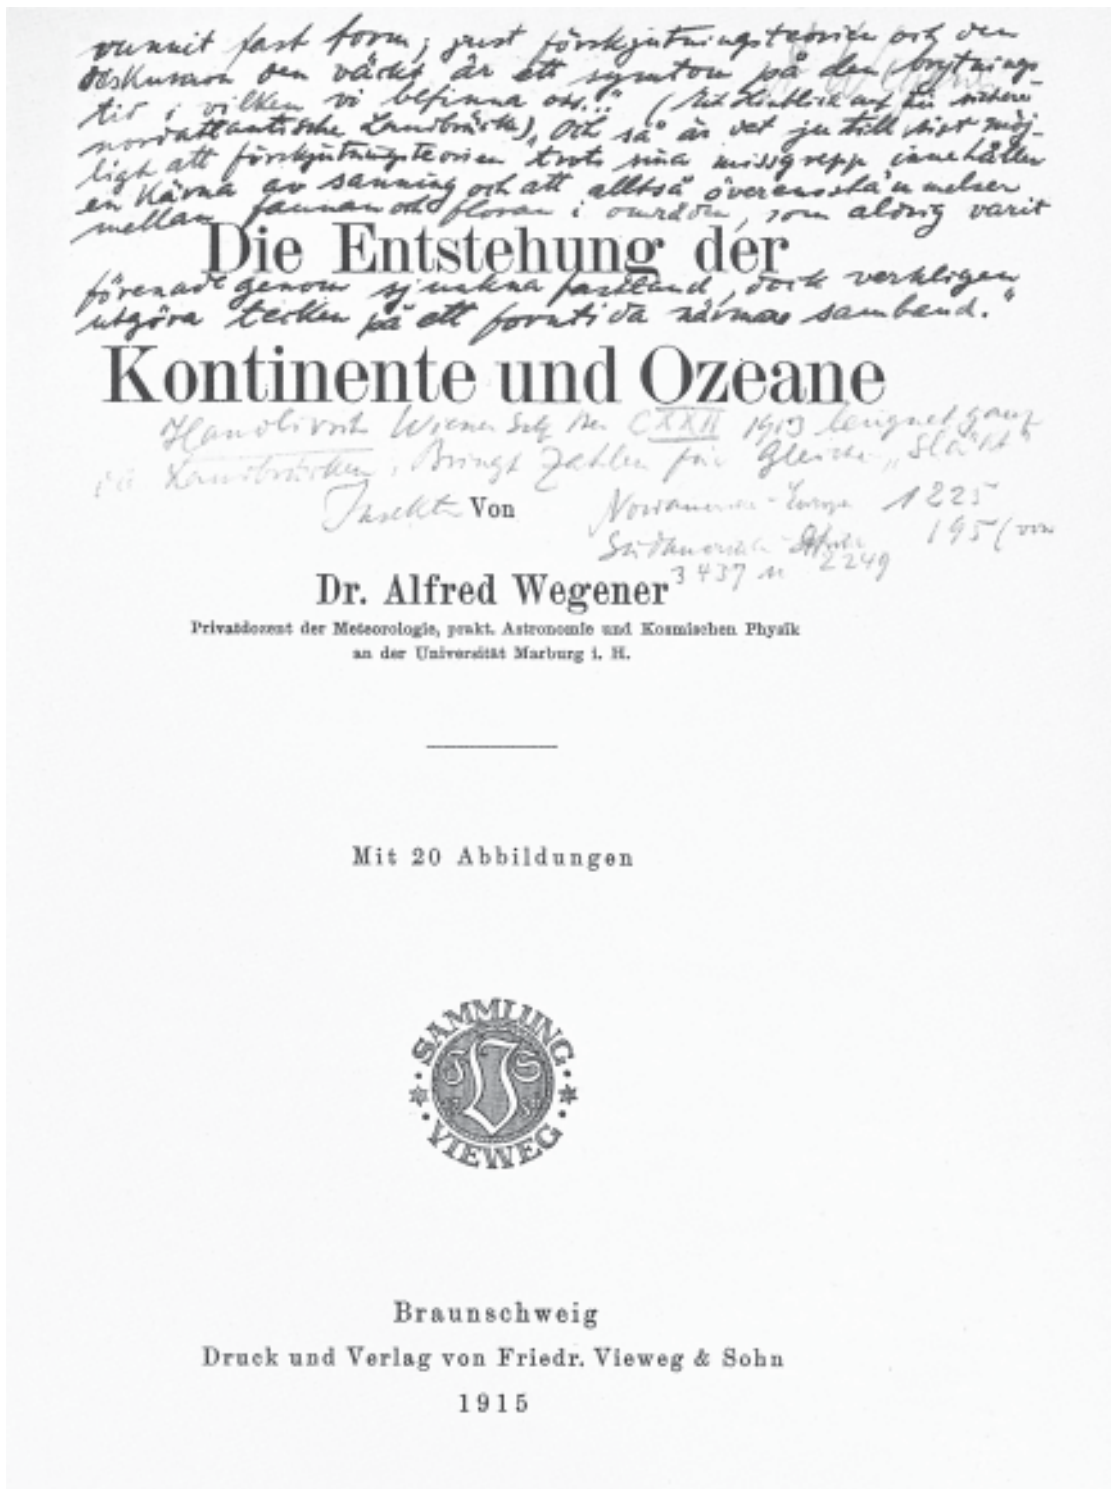 vunnit fast form; just förskjutningsteorien och den
diskussion den väckt är ett symtom på den brytnings-
tid i vilken vi befinna oss..." (Mit Hinblick auf die sichere
nordatlantische Landbrücke), Och så är det ju till sist möj-
ligt att förskjutningsteorien trots sina missgrepp innehåller
en kärna av sanning och att alltså överensstämmelser
mellan faunan och floran i områden, som aldrig varit
Die Entstehung der
förenade genom sjunkna fastland, dock verkligen
utgöra tecken på ett forntida närmare samband."
Kontinente und Ozeane
Handlirsch Wiener CXXII 1913 leugnet ganz
die Landbrücken. Bringt Zahlen für Gleiche
Insekten Von Nordamerika - Europa 1225
Südamerika - Afrika 195 (von
3437 u 2249
Dr. Alfred Wegener
Privatdozent der Meteorologie, prakt. Astronomie und Kosmischen Physik
an der Universität Marburg i. H.
Mit 20 Abbildungen
SAMMLUNG
VIEWEG
Braunschweig
Druck und Verlag von Friedr. Vieweg & Sohn
1915